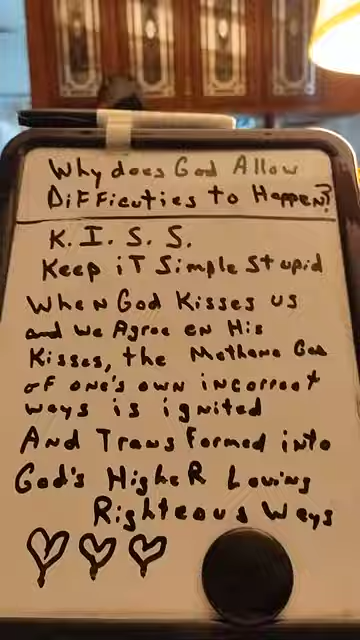 Why does God Allow
Difficuties to Happen?
K. I. S. S.
Keep iT Simple Stupid
When God Kisses us
and we Agree en His
Kisses, the Methane Gas
of one's own incorrect
ways is ignited
And Transformed into
God's Higher Loving
Righteous Ways